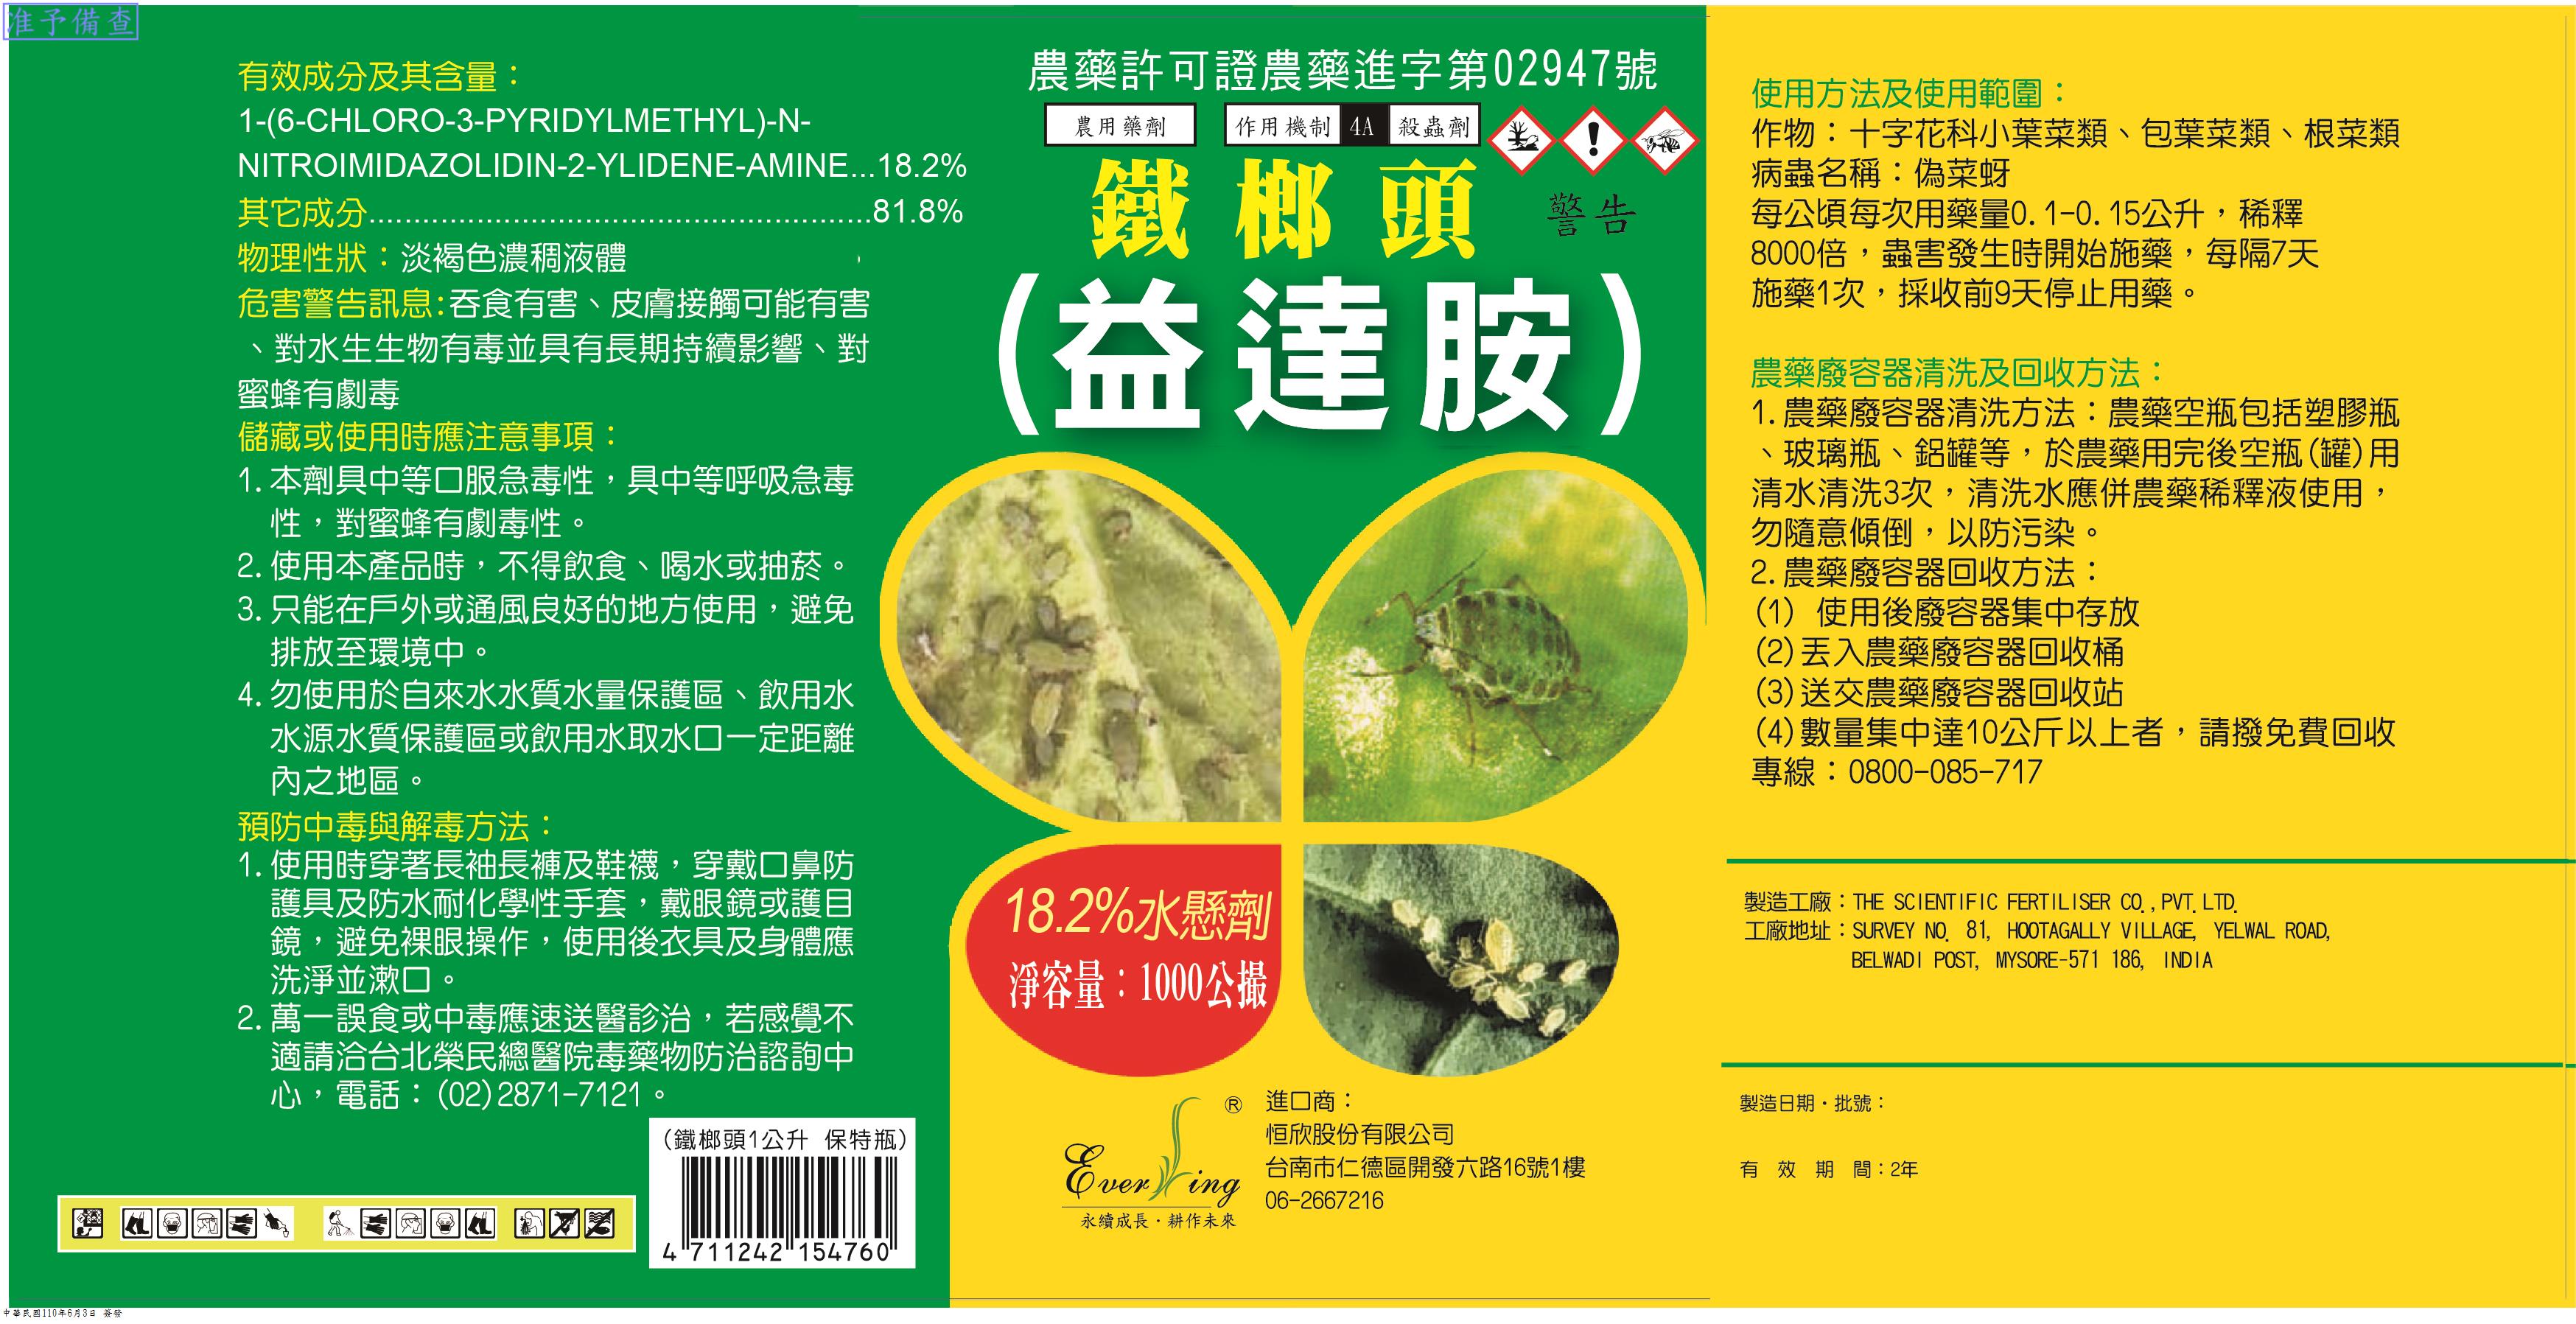 准予備查
有效成分及其含量：
1-(6-CHLORO-3-PYRIDYLMETHYL)-N-
NITROIMIDAZOLIDIN-2-YLIDENE-AMINE...18.2%
其它成分........................................................81.8%
物理性狀：淡褐色濃稠液體
危害警告訊息:吞食有害、皮膚接觸可能有害
、對水生生物有毒並具有長期持續影響、對
蜜蜂有劇毒
儲藏或使用時應注意事項：
1.本劑具中等口服急毒性，具中等呼吸急毒
性，對蜜蜂有劇毒性。
2.使用本產品時，不得飲食、喝水或抽菸。
3.只能在戶外或通風良好的地方使用，避免
排放至環境中。
4.勿使用於自來水水質水量保護區、飲用水
水源水質保護區或飲用水取水口一定距離
內之地區。
預防中毒與解毒方法：
1.使用時穿著長袖長褲及鞋襪，穿戴口鼻防
護具及防水耐化學性手套，戴眼鏡或護目
鏡，避免裸眼操作，使用後衣具及身體應
洗淨並漱口。
2.萬一誤食或中毒應速送醫診治，若感覺不
適請洽台北榮民總醫院毒藥物防治諮詢中
心，電話：(02)2871-7121。
(鐵榔頭1公升 保特瓶)
4 711242 154760
農藥許可證農藥進字第02947號
農用藥劑
作用機制 4A 殺蟲劑
鐵榔頭
警告
(益達胺)
18.2%水懸劑
淨容量：1000公撮
EverXing ®
永續成長·耕作未來
進口商：
恒欣股份有限公司
台南市仁德區開發六路16號1樓
06-2667216
使用方法及使用範圍：
作物：十字花科小葉菜類、包葉菜類、根菜類
病蟲名稱：偽菜蚜
每公頃每次用藥量0.1-0.15公升，稀釋
8000倍，蟲害發生時開始施藥，每隔7天
施藥1次，採收前9天停止用藥。
農藥廢容器清洗及回收方法：
1.農藥廢容器清洗方法：農藥空瓶包括塑膠瓶
、玻璃瓶、鋁罐等，於農藥用完後空瓶(罐)用
清水清洗3次，清洗水應併農藥稀釋液使用，
勿隨意傾倒，以防污染。
2.農藥廢容器回收方法：
(1) 使用後廢容器集中存放
(2)丟入農藥廢容器回收桶
(3)送交農藥廢容器回收站
(4)數量集中達10公斤以上者，請撥免費回收
專線：0800-085-717
製造工廠：THE SCIENTIFIC FERTILISER CO.,PVT.LTD.
工廠地址：SURVEY NO. 81, HOOTAGALLY VILLAGE, YELWAL ROAD,
BELWADI POST, MYSORE-571 186, INDIA
製造日期·批號：
有 效 期 間：2年
中華民國110年6月3日 簽發